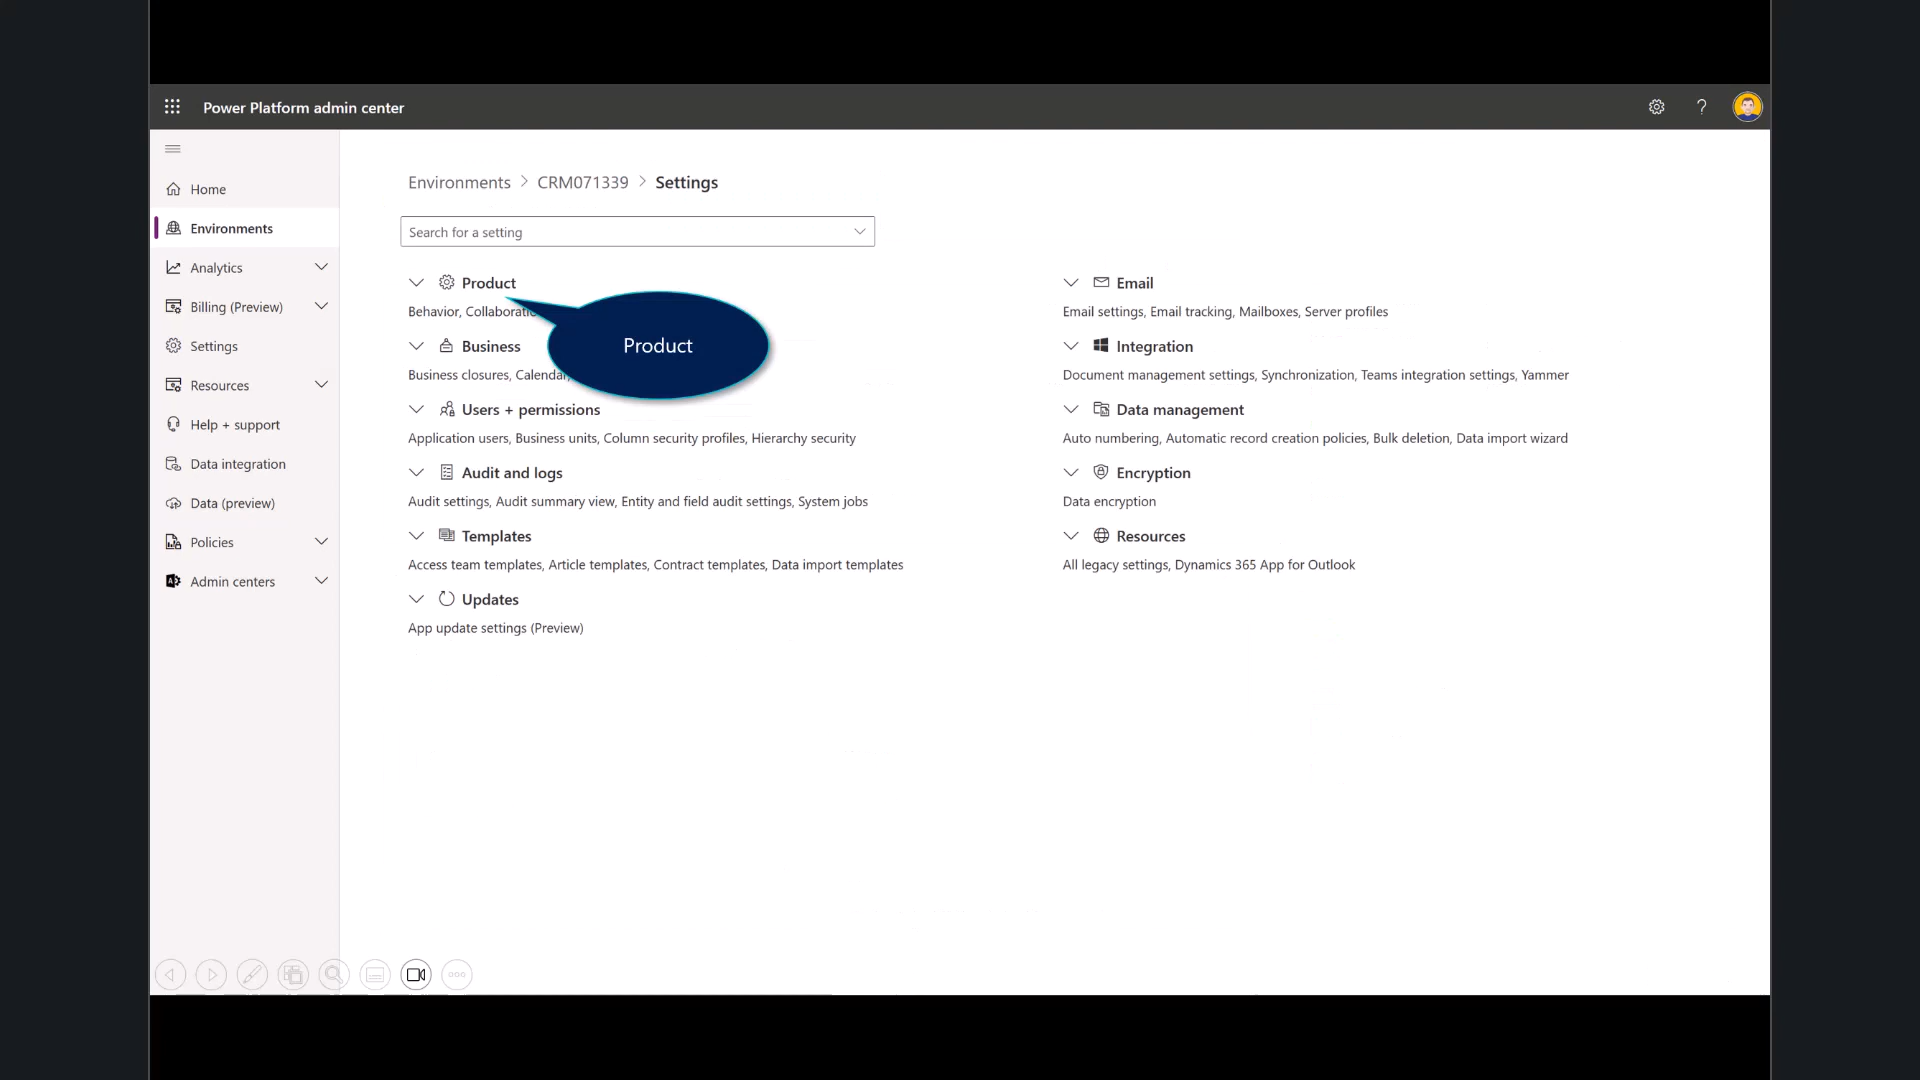 Power Platform admin center
?
Home
Environments
Analytics
Billing (Preview)
Settings
Resources
Help + support
Data integration
Data (preview)
Policies
Admin centers
Environments > CRM071339 > Settings
Search for a setting
Product
Behavior, Collaboratio
Product
Business
Business closures, Calendar,
Users + permissions
Application users, Business units, Column security profiles, Hierarchy security
Audit and logs
Audit settings, Audit summary view, Entity and field audit settings, System jobs
Templates
Access team templates, Article templates, Contract templates, Data import templates
Updates
App update settings (Preview)
Email
Email settings, Email tracking, Mailboxes, Server profiles
Integration
Document management settings, Synchronization, Teams integration settings, Yammer
Data management
Auto numbering, Automatic record creation policies, Bulk deletion, Data import wizard
Encryption
Data encryption
Resources
All legacy settings, Dynamics 365 App for Outlook